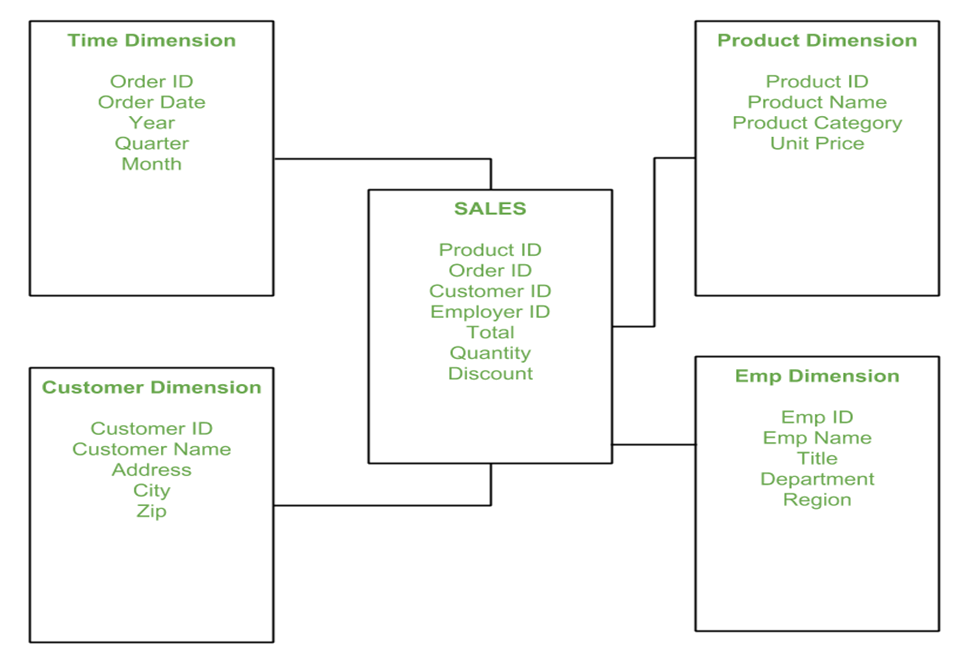 Time Dimension
Order ID
Order Date
Year
Quarter
Month
Product Dimension
Product ID
Product Name
Product Category
Unit Price
SALES
Product ID
Order ID
Customer ID
Employer ID
Total
Quantity
Discount
Customer Dimension
Customer ID
Customer Name
Address
City
Zip
Emp Dimension
Emp ID
Emp Name
Title
Department
Region